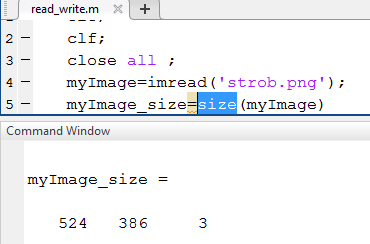 read_write.m
2 — clf;
3 — close all ;
4 — myImage=imread('strob.png');
5 — myImage_size=size(myImage)
Command Window
myImage_size =
524 386 3